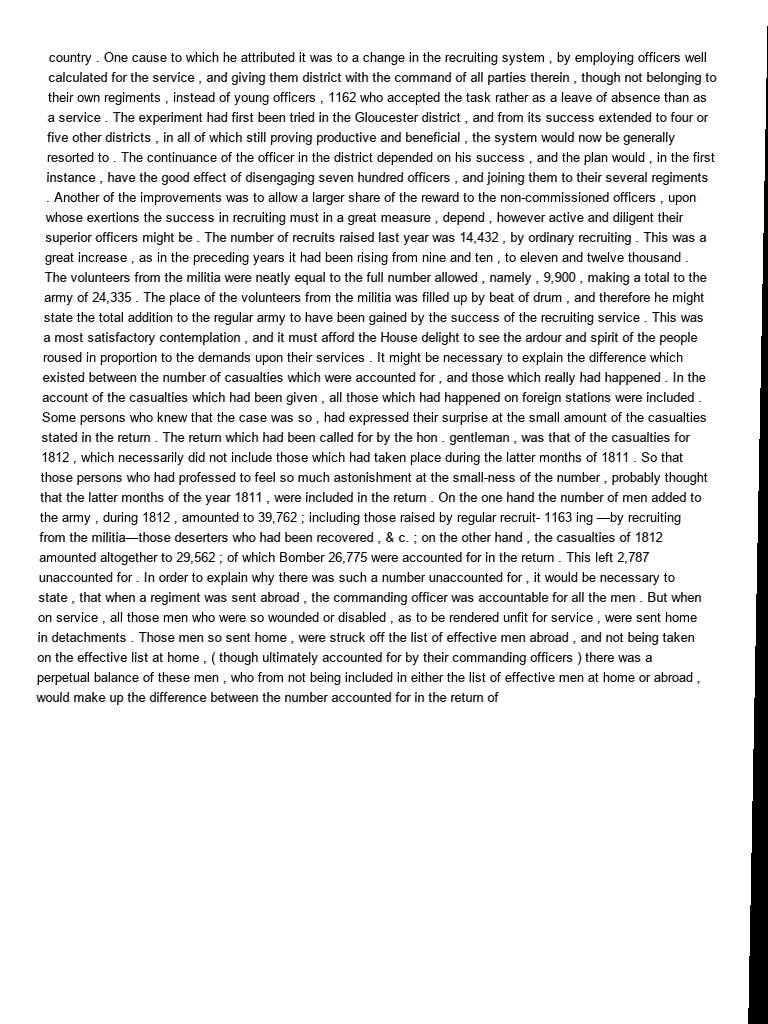 country . One cause to which he attributed it was to a change in the recruiting system , by employing officers well
calculated for the service , and giving them district with the command of all parties therein , though not belonging to
their own regiments , instead of young officers , 1162 who accepted the task rather as a leave of absence than as
a service . The experiment had first been tried in the Gloucester district , and from its success extended to four or
five other districts , in all of which still proving productive and beneficial , the system would now be generally
resorted to . The continuance of the officer in the district depended on his success , and the plan would , in the first
instance , have the good effect of disengaging seven hundred officers , and joining them to their several regiments
. Another of the improvements was to allow a larger share of the reward to the non-commissioned officers , upon
whose exertions the success in recruiting must in a great measure , depend , however active and diligent their
superior officers might be . The number of recruits raised last year was 14,432 , by ordinary recruiting . This was a
great increase , as in the preceding years it had been rising from nine and ten , to eleven and twelve thousand .
The volunteers from the militia were neatly equal to the full number allowed , namely , 9,900 , making a total to the
army of 24,335 . The place of the volunteers from the militia was filled up by beat of drum , and therefore he might
state the total addition to the regular army to have been gained by the success of the recruiting service . This was
a most satisfactory contemplation , and it must afford the House delight to see the ardour and spirit of the people
roused in proportion to the demands upon their services . It might be necessary to explain the difference which
existed between the number of casualties which were accounted for , and those which really had happened . In the
account of the casualties which had been given , all those which had happened on foreign stations were included .
Some persons who knew that the case was so , had expressed their surprise at the small amount of the casualties
stated in the return . The return which had been called for by the hon . gentleman , was that of the casualties for
1812 , which necessarily did not include those which had taken place during the latter months of 1811 . So that
those persons who had professed to feel so much astonishment at the small-ness of the number , probably thought
that the latter months of the year 1811 , were included in the return . On the one hand the number of men added to
the army , during 1812 , amounted to 39,762 ; including those raised by regular recruit- 1163 ing —by recruiting
from the militia—those deserters who had been recovered , & c. ; on the other hand , the casualties of 1812
amounted altogether to 29,562 ; of which Bomber 26,775 were accounted for in the return . This left 2,787
unaccounted for . In order to explain why there was such a number unaccounted for , it would be necessary to
state , that when a regiment was sent abroad , the commanding officer was accountable for all the men . But when
on service , all those men who were so wounded or disabled , as to be rendered unfit for service , were sent home
in detachments . Those men so sent home , were struck off the list of effective men abroad , and not being taken
on the effective list at home , ( though ultimately accounted for by their commanding officers ) there was a
perpetual balance of these men , who from not being included in either the list of effective men at home or abroad ,
would make up the difference between the number accounted for in the return of